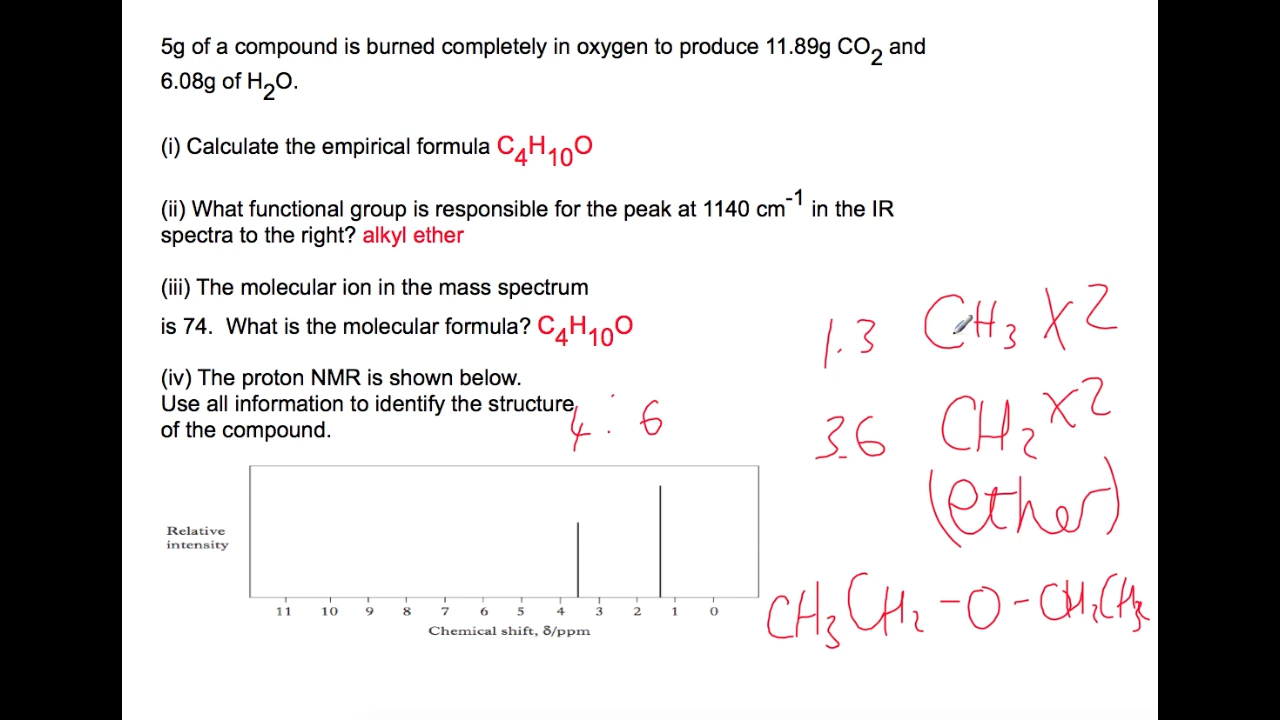 5g of a compound is burned completely in oxygen to produce 11.89g CO2 and
6.08g of H2O.
(i) Calculate the empirical formula C4H10O
(ii) What functional group is responsible for the peak at 1140 cm-1 in the IR
spectra to the right? alkyl ether
(iii) The molecular ion in the mass spectrum
is 74. What is the molecular formula? C4H10O
(iv) The proton NMR is shown below.
Use all information to identify the structure
of the compound.
4 : 6
1.3 CH3 X2
3.6 CH2 X2
(ether)
Relative
intensity
11 10 9 8 7 6 5 4 3 2 1 0
Chemical shift, δ/ppm
CH3CH2-O-CH2CH3